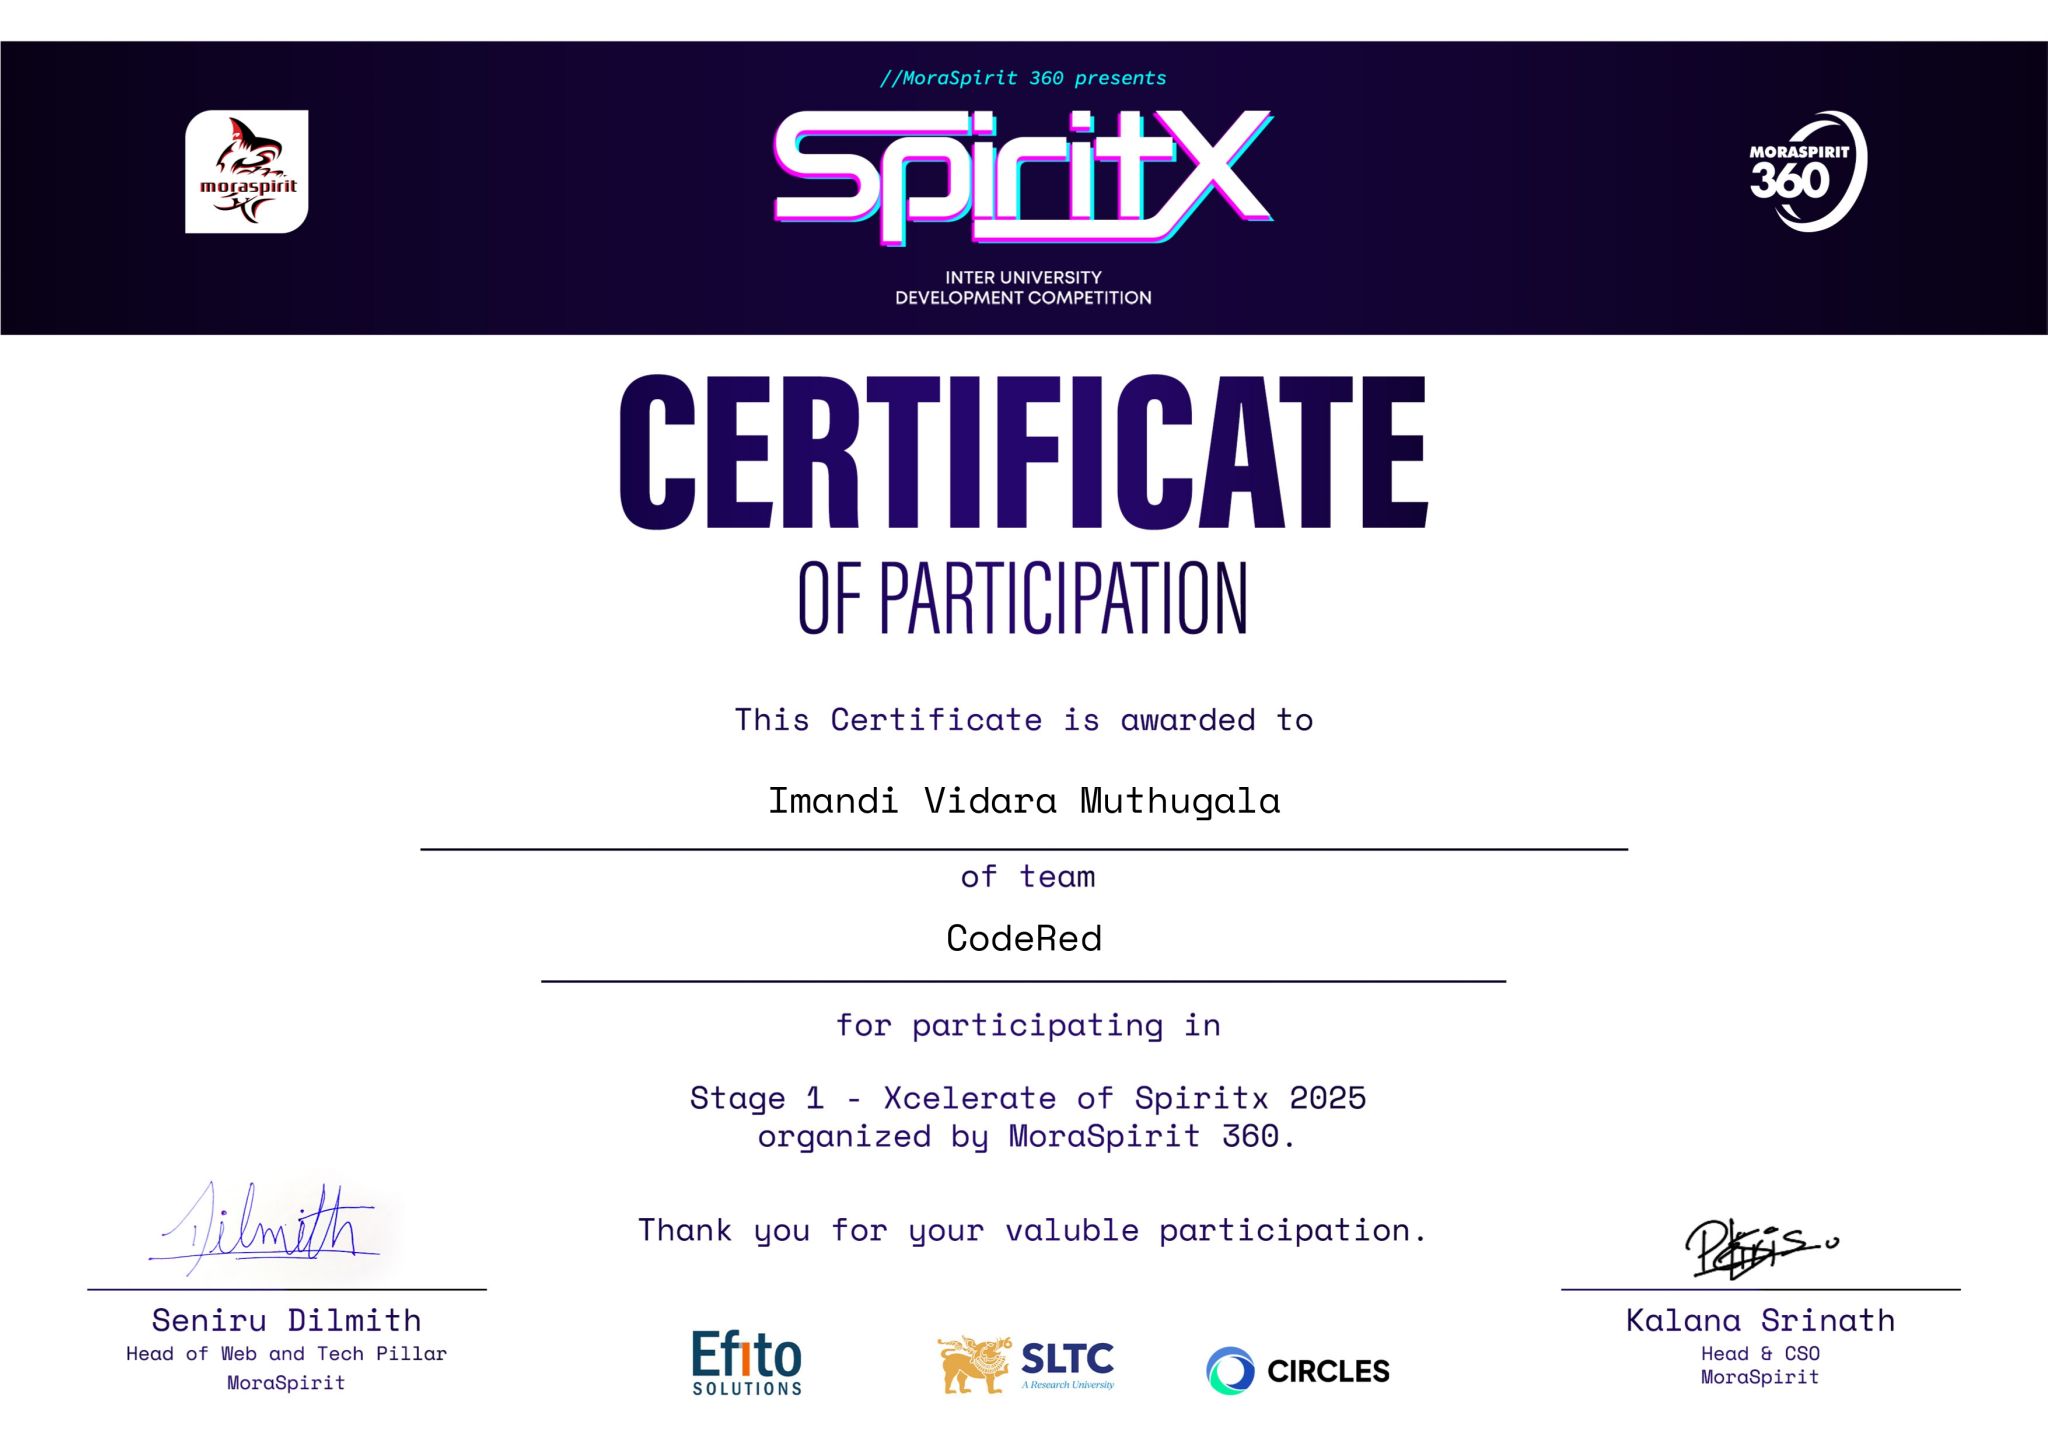 //MoraSpirit 360 presents
moraspirit
SpiritX
MORASPIRIT
360
INTER UNIVERSITY
DEVELOPMENT COMPETITION
CERTIFICATE
OF PARTICIPATION
This Certificate is awarded to
Imandi Vidara Muthugala
of team
CodeRed
for participating in
Stage 1 - Xcelerate of Spiritx 2025
organized by MoraSpirit 360.
Thank you for your valuble participation.
Dilmith
Seniru Dilmith
Head of Web and Tech Pillar
MoraSpirit
Efito
SOLUTIONS
SLTC
A Research University
CIRCLES
Kalana Srinath
Head & CSO
MoraSpirit